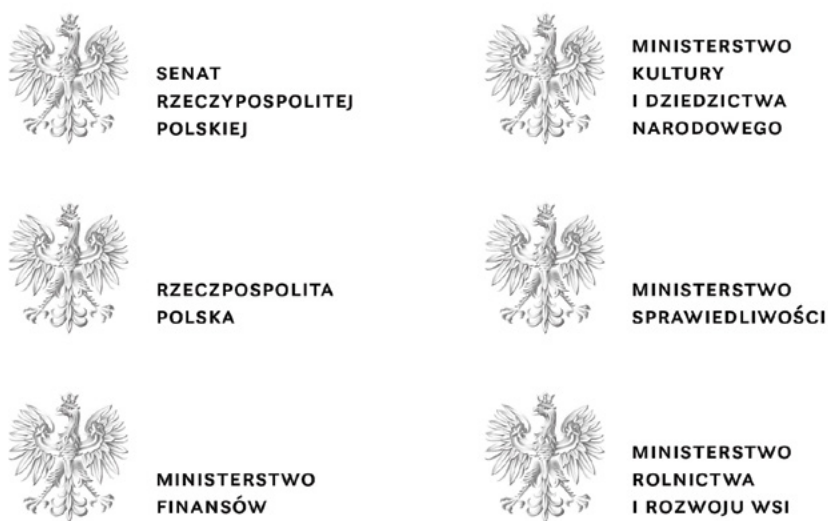 SENAT
RZECZYPOSPOLITEJ
POLSKIEJ
MINISTERSTWO
KULTURY
I DZIEDZICTWA
NARODOWEGO
RZECZPOSPOLITA
POLSKA
MINISTERSTWO
SPRAWIEDLIWOŚCI
MINISTERSTWO
FINANSÓW
MINISTERSTWO
ROLNICTWA
I ROZWOJU WSI